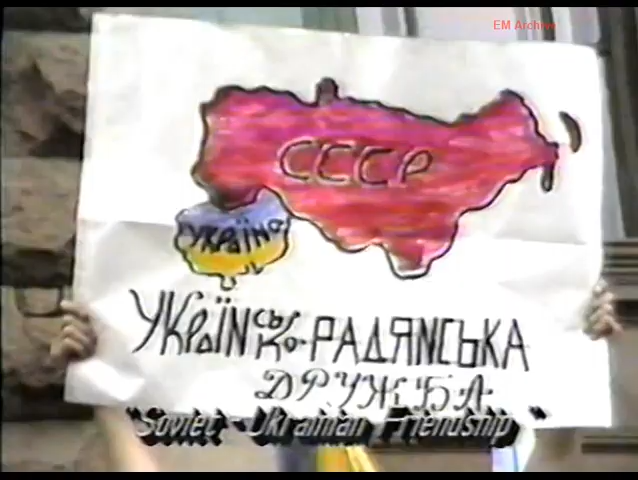 EM Archive
СССР
УКРАЇНА
УКРАЇНСЬКО-РАДЯНСЬКА
ДРУЖБА
"Soviet - Ukrainian Friendship "